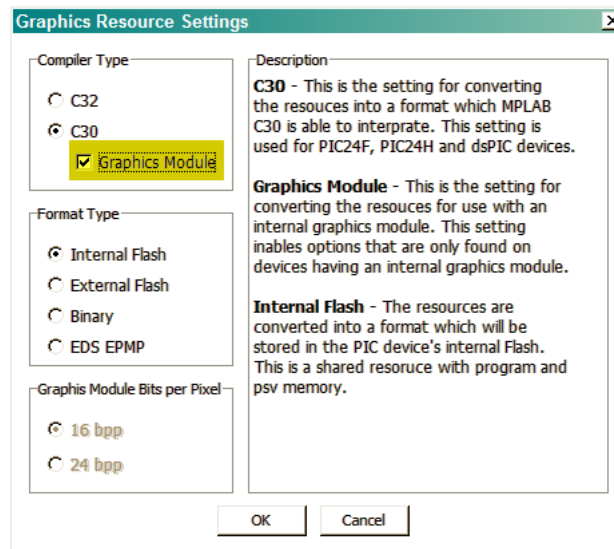 Graphics Resource Settings
Compiler Type
C32
C30
Graphics Module
Format Type
Internal Flash
External Flash
Binary
EDS EPMP
Graphis Module Bits per Pixel
16 bpp
24 bpp
Description
C30 - This is the setting for converting
the resouces into a format which MPLAB
C30 is able to interprate. This setting is
used for PIC24F, PIC24H and dsPIC devices.
Graphics Module - This is the setting for
converting the resouces for use with an
internal graphics module. This setting
inables options that are only found on
devices having an internal graphics module.
Internal Flash - The resources are
converted into a format which will be
stored in the PIC device's internal Flash.
This is a shared resoruce with program and
psv memory.
OK
Cancel